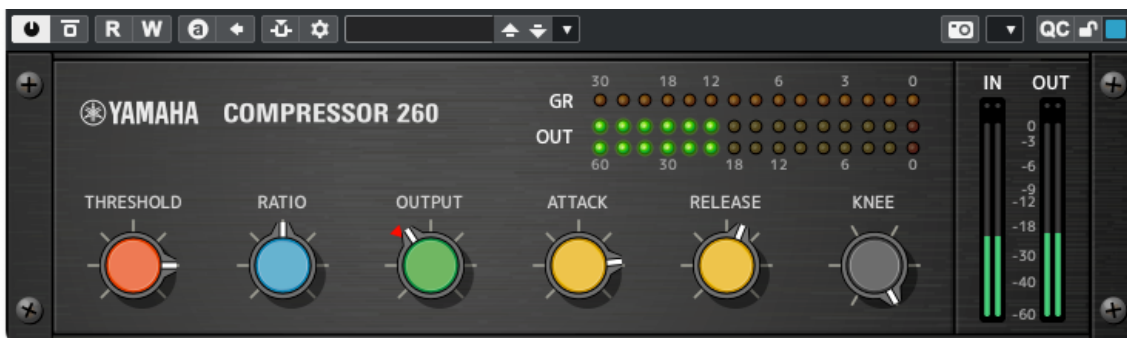 R W a QC
YAMAHA COMPRESSOR 260
30 18 12 6 3 0
GR
OUT
60 30 18 12 6 0
THRESHOLD RATIO OUTPUT ATTACK RELEASE KNEE
IN OUT
0
-3
-6
-9
-12
-18
-30
-40
-60